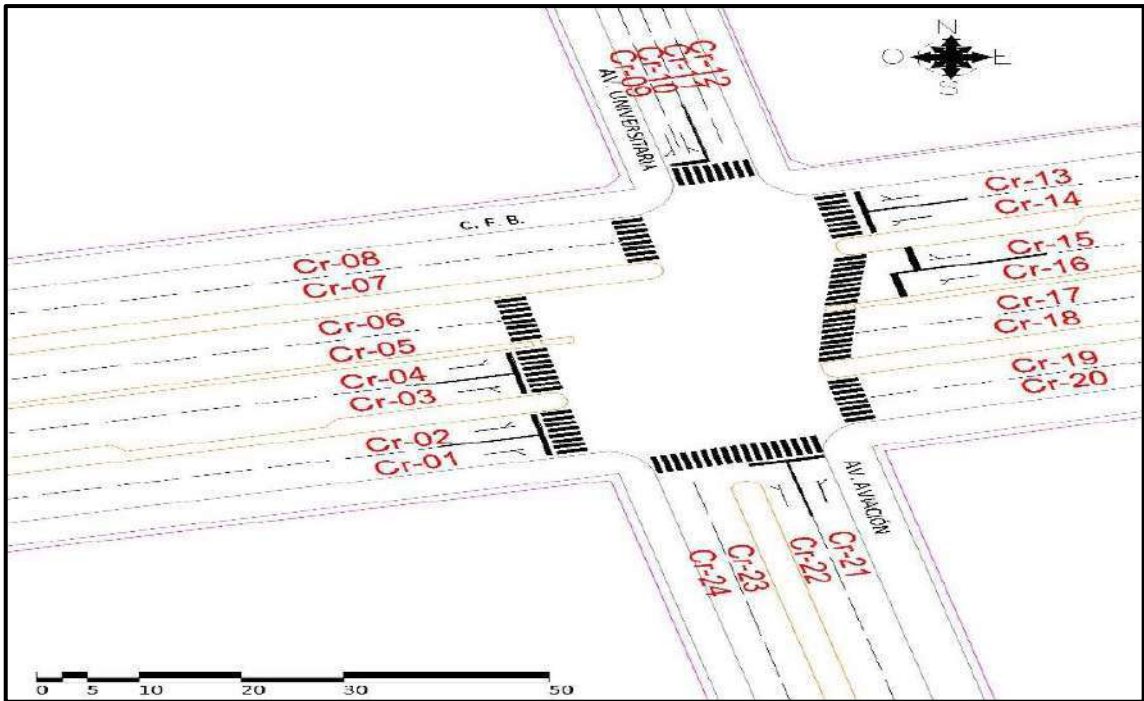 N
O E
S
Cr-09
Cr-10
Cr-11
Cr-12
AV. UNIVERSITARIA
C. F. B.
Cr-13
Cr-14
Cr-15
Cr-16
Cr-17
Cr-18
Cr-19
Cr-20
Cr-08
Cr-07
Cr-06
Cr-05
Cr-04
Cr-03
Cr-02
Cr-01
AV. AVIACIÓN
Cr-24
Cr-23
Cr-22
Cr-21
0 5 10 20 30 50